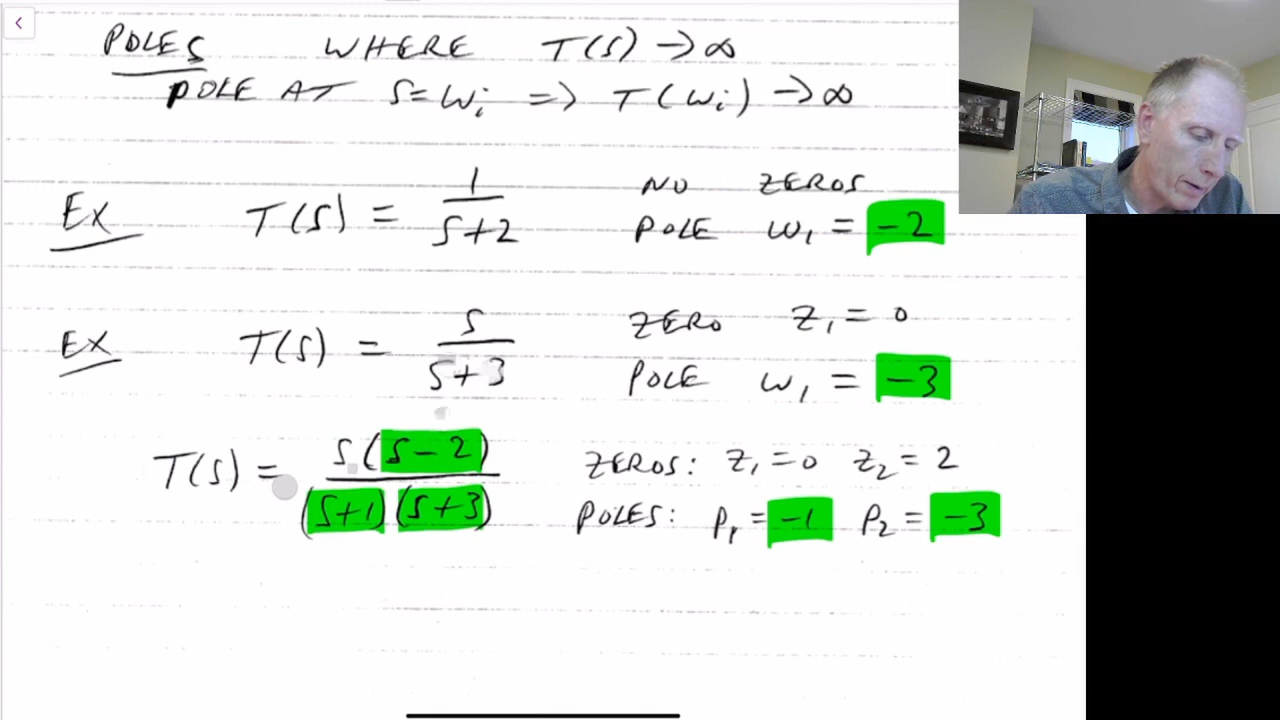 POLES WHERE T(S) → ∞
POLE AT S = Wi => T(Wi) → ∞
EX T(S) = 1 / S+2 NO ZEROS
POLE W1 = -2
EX T(S) = S / S+3 ZERO Z1 = 0
POLE W1 = -3
T(S) = S(S-2) / (S+1)(S+3) ZEROS: Z1 = 0 Z2 = 2
POLES: P1 = -1 P2 = -3